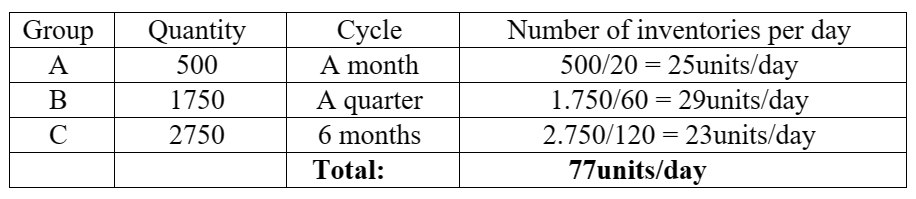 Group Quantity Cycle Number of inventories per day
A 500 A month 500/20 = 25units/day
B 1750 A quarter 1.750/60 = 29units/day
C 2750 6 months 2.750/120 = 23units/day
Total: 77units/day